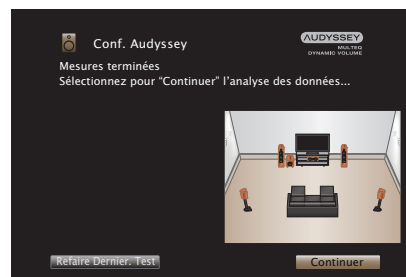 Conf. Audyssey
AUDYSSEY
MULTEQ
DYNAMIC VOLUME
Mesures terminées
Sélectionnez pour “Continuer” l’analyse des données...
Refaire Dernier. Test
Continuer